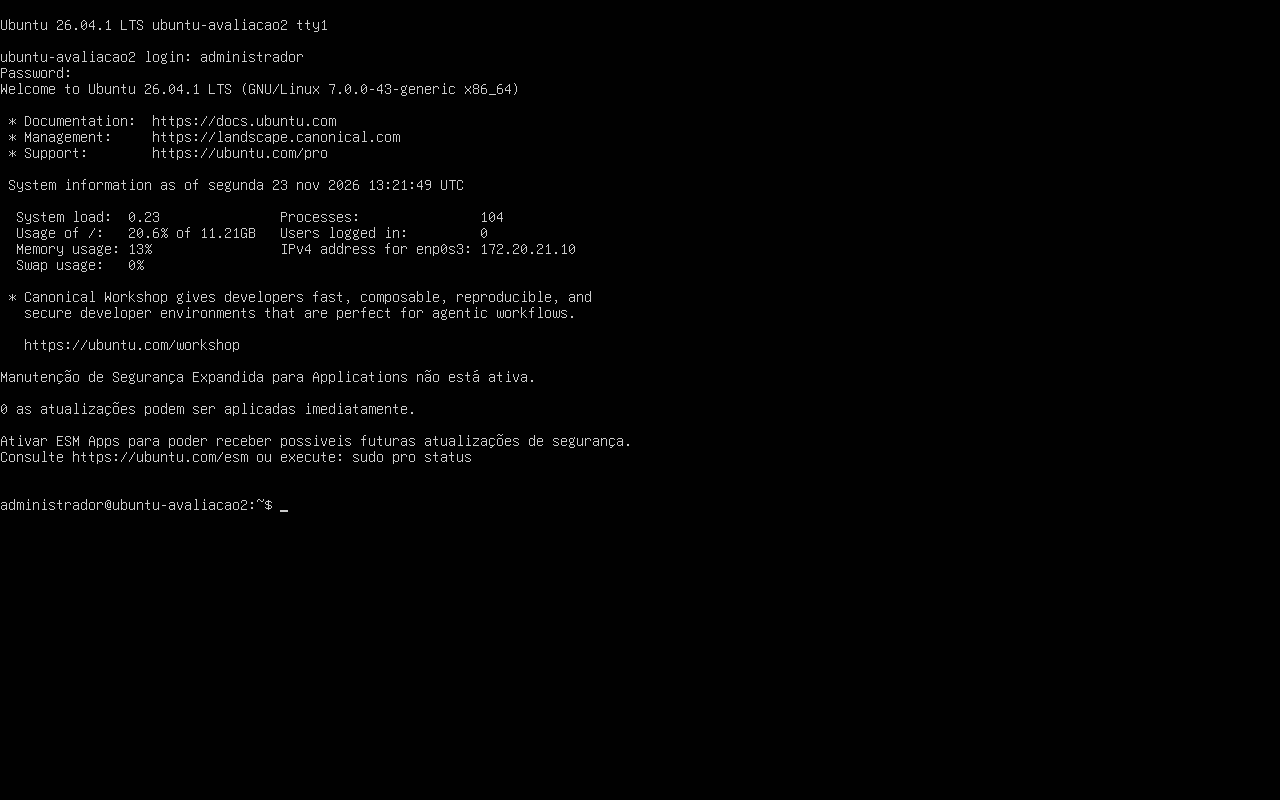 Ubuntu 26.04.1 LTS ubuntu-avaliacao2 tty1
ubuntu-avaliacao2 login: administrador
Password:
Welcome to Ubuntu 26.04.1 LTS (GNU/Linux 7.0.0-43-generic x86_64)
* Documentation:  https://docs.ubuntu.com
* Management:     https://landscape.canonical.com
* Support:        https://ubuntu.com/pro
System information as of segunda 23 nov 2026 13:21:49 UTC
System load:  0.23               Processes:               104
Usage of /:   20.6% of 11.21GB   Users logged in:         0
Memory usage: 13%                IPv4 address for enp0s3: 172.20.21.10
Swap usage:   0%
* Canonical Workshop gives developers fast, composable, reproducible, and
secure developer environments that are perfect for agentic workflows.
https://ubuntu.com/workshop
Manutenção de Segurança Expandida para Applications não está ativa.
0 as atualizações podem ser aplicadas imediatamente.
Ativar ESM Apps para poder receber possiveis futuras atualizações de segurança.
Consulte https://ubuntu.com/esm ou execute: sudo pro status
administrador@ubuntu-avaliacao2:~$ _